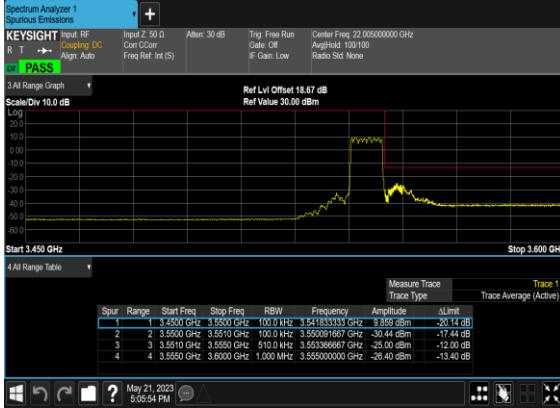 Spectrum Analyzer 1
Spurious Emissions
KEYSIGHT Input: RF Input Z: 50 Ω Atten: 30 dB Trig: Free Run Center Freq: 22.005000000 GHz
R T Coupling: DC Corr CCorr Gate: Off Avg|Hold: 100/100
Align: Auto Freq Ref: Int (S) IF Gain: Low Radio Std: None
LXI PASS
3 All Range Graph
Ref Lvl Offset 18.67 dB
Scale/Div 10.0 dB Ref Value 30.00 dBm
Log
20.0
10.0
0.00
-10.0
-20.0
-30.0
-40.0
-50.0
-60.0
Start 3.450 GHz Stop 3.600 GH
4 All Range Table
Measure Trace Trace 1
Trace Type Trace Average (Active)
Spur Range Start Freq Stop Freq RBW Frequency Amplitude ΔLimit
1 1 3.4500 GHz 3.5500 GHz 100.0 kHz 3.541833333 GHz 9.859 dBm -20.14 dB
2 2 3.5500 GHz 3.5510 GHz 100.0 kHz 3.550091667 GHz -30.44 dBm -17.44 dB
3 3 3.5510 GHz 3.5550 GHz 510.0 kHz 3.553366667 GHz -25.00 dBm -12.00 dB
4 4 3.5550 GHz 3.6000 GHz 1.000 MHz 3.555000000 GHz -26.40 dBm -13.40 dB
May 21, 2023
5:05:54 PM